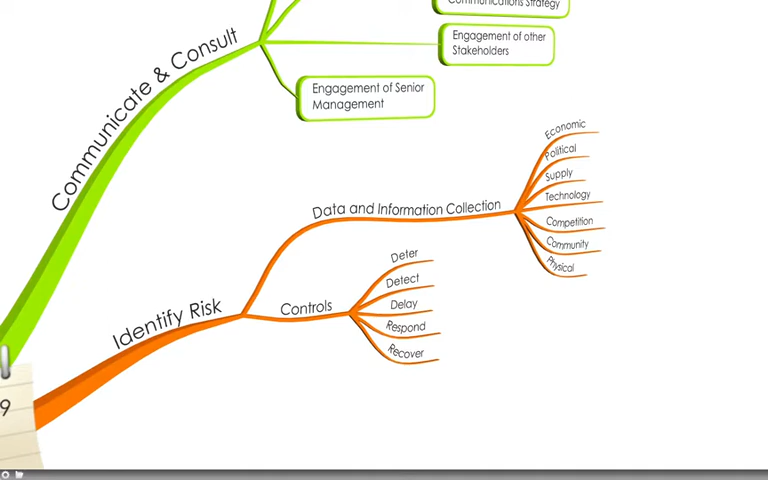 Communications Strategy
Engagement of other
Stakeholders
Engagement of Senior
Management
Communicate & Consult
Identify Risk
Data and Information Collection
Economic
Political
Supply
Technology
Competition
Community
Physical
Controls
Deter
Detect
Delay
Respond
Recover
9